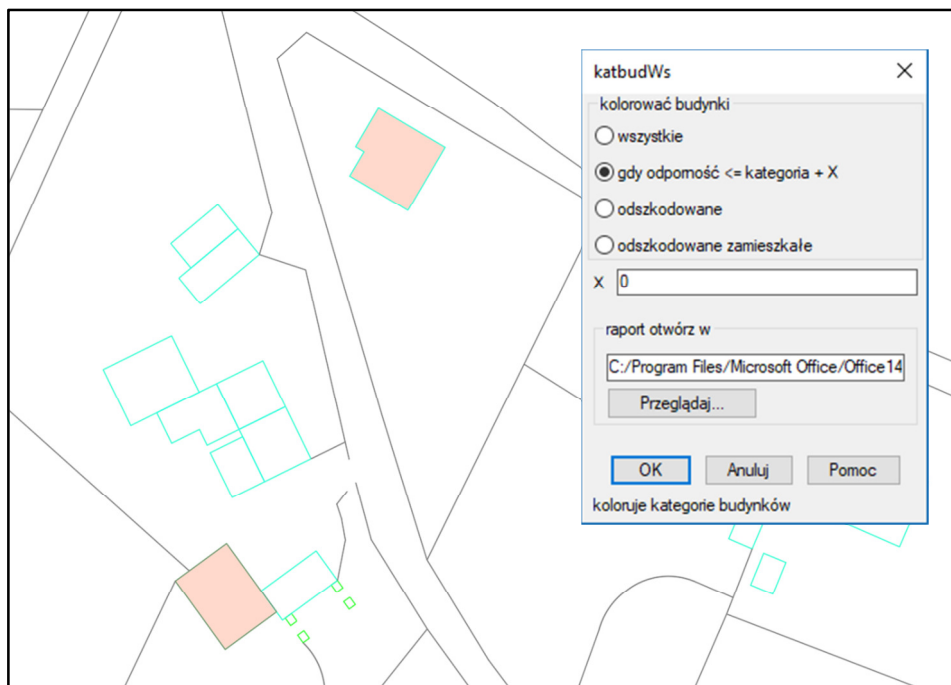 katbudWs
kolorować budynki
wszystkie
gdy odporność <= kategoria + X
odszkodowane
odszkodowane zamieszkałe
X 0
raport otwórz w
C:/Program Files/Microsoft Office/Office14
Przeglądaj...
OK Anuluj Pomoc
koloruje kategorie budynków